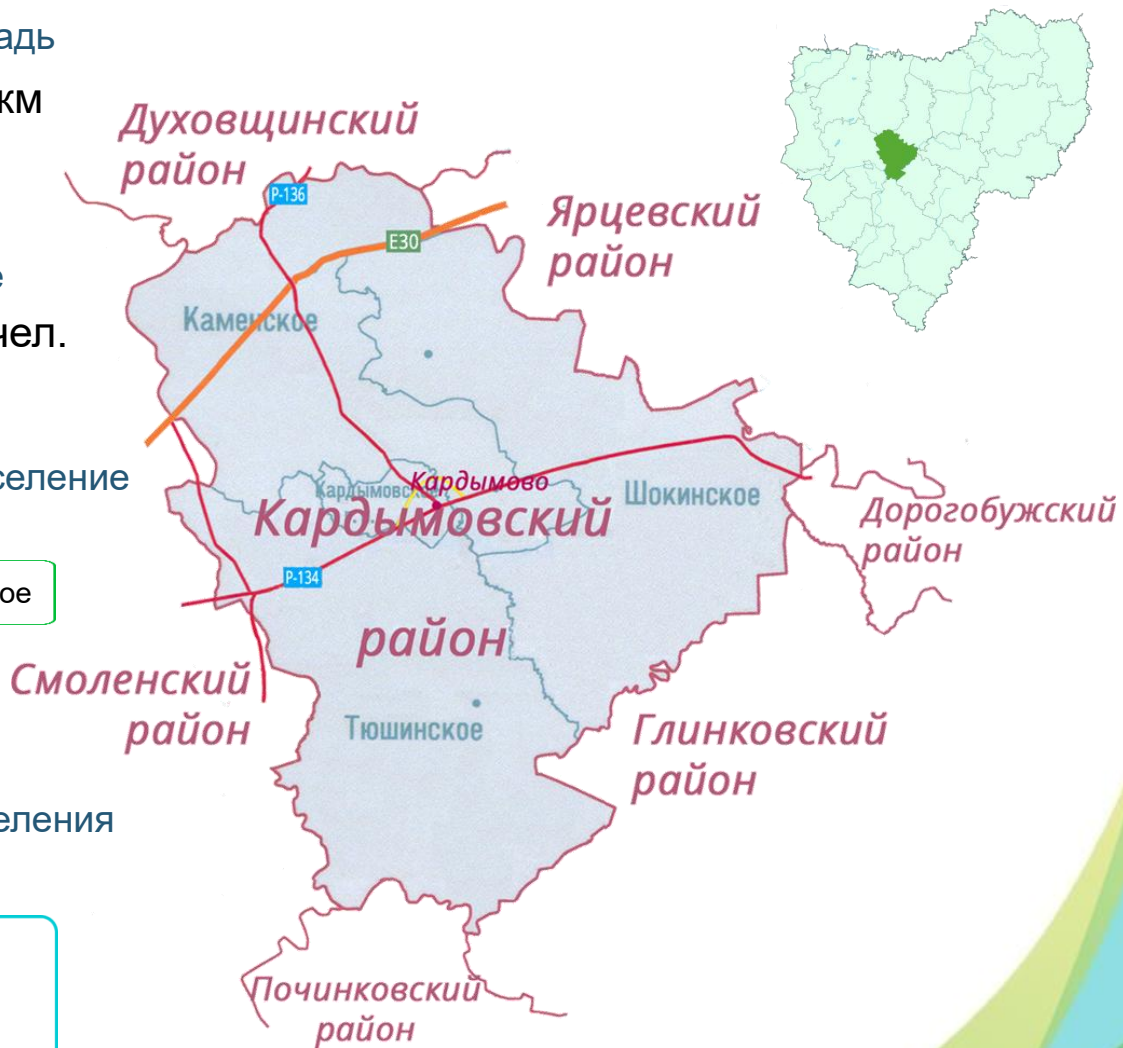 адь
км
Духовщинский
район
Р-136
Ярцевский
район
Е30
е
Каменское
чел.
селение
Кардымово
Шокинское
Кардымовский
Дорогобужский
район
Р-134
ое
район
Смоленский
район
Тюшинское
Глинковский
район
еления
Починковский
район